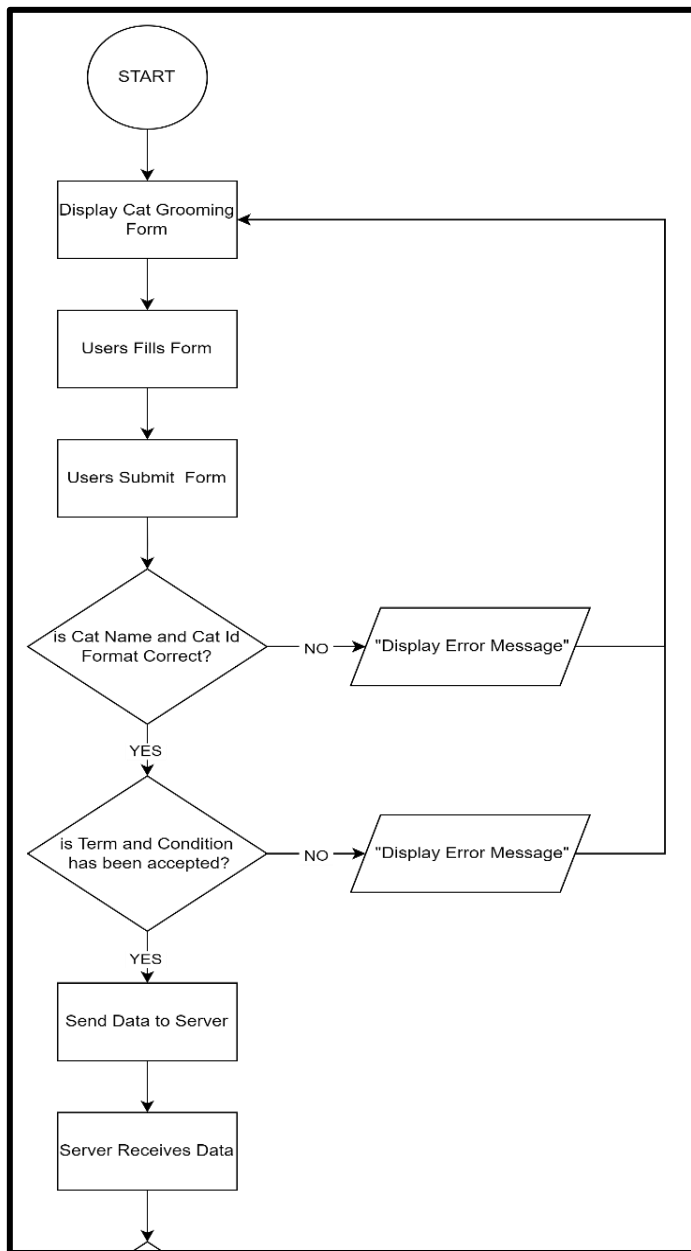 START
Display Cat Grooming
Form
Users Fills Form
Users Submit  Form
is Cat Name and Cat Id
Format Correct?
NO
"Display Error Message"
YES
is Term and Condition
has been accepted?
NO
"Display Error Message"
YES
Send Data to Server
Server Receives Data